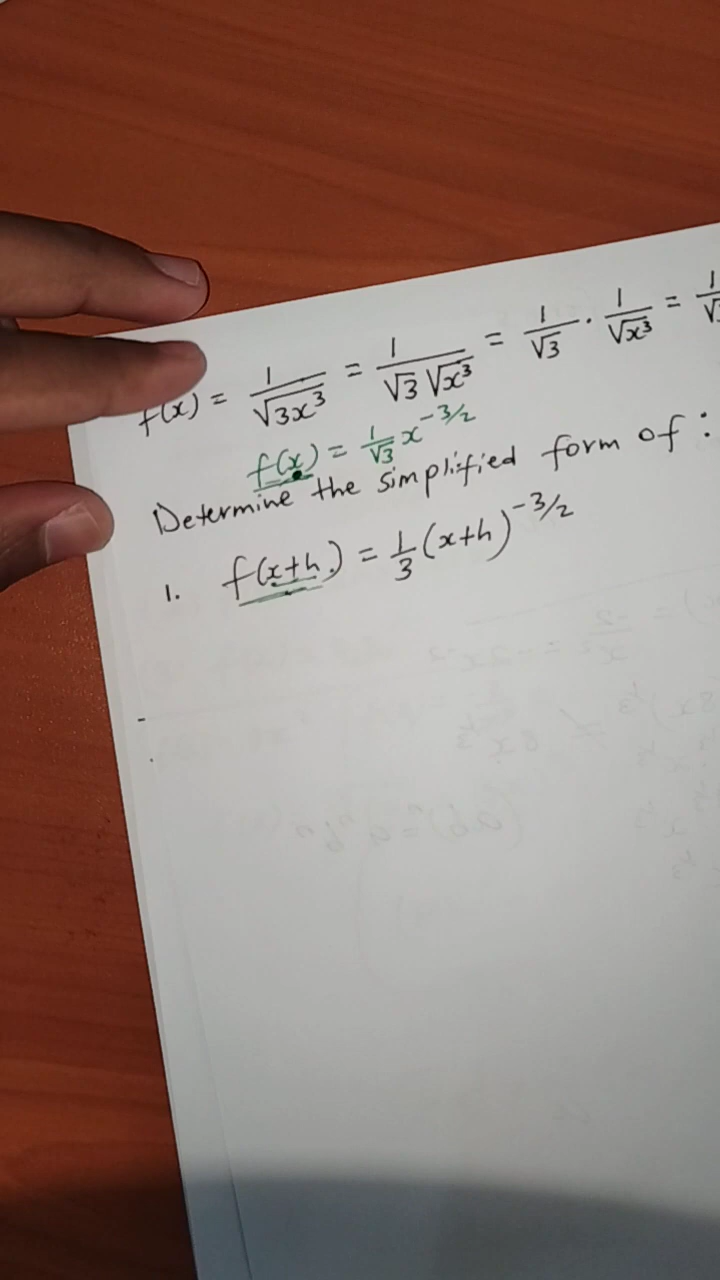 f(x) = 1/√3x³ = 1/√3 √x³ = 1/√3 · 1/√x³ = 1/√
f(x) = 1/√3 x^-3/2
Determine the simplified form of :
1. f(x+h) = 1/3 (x+h)^-3/2